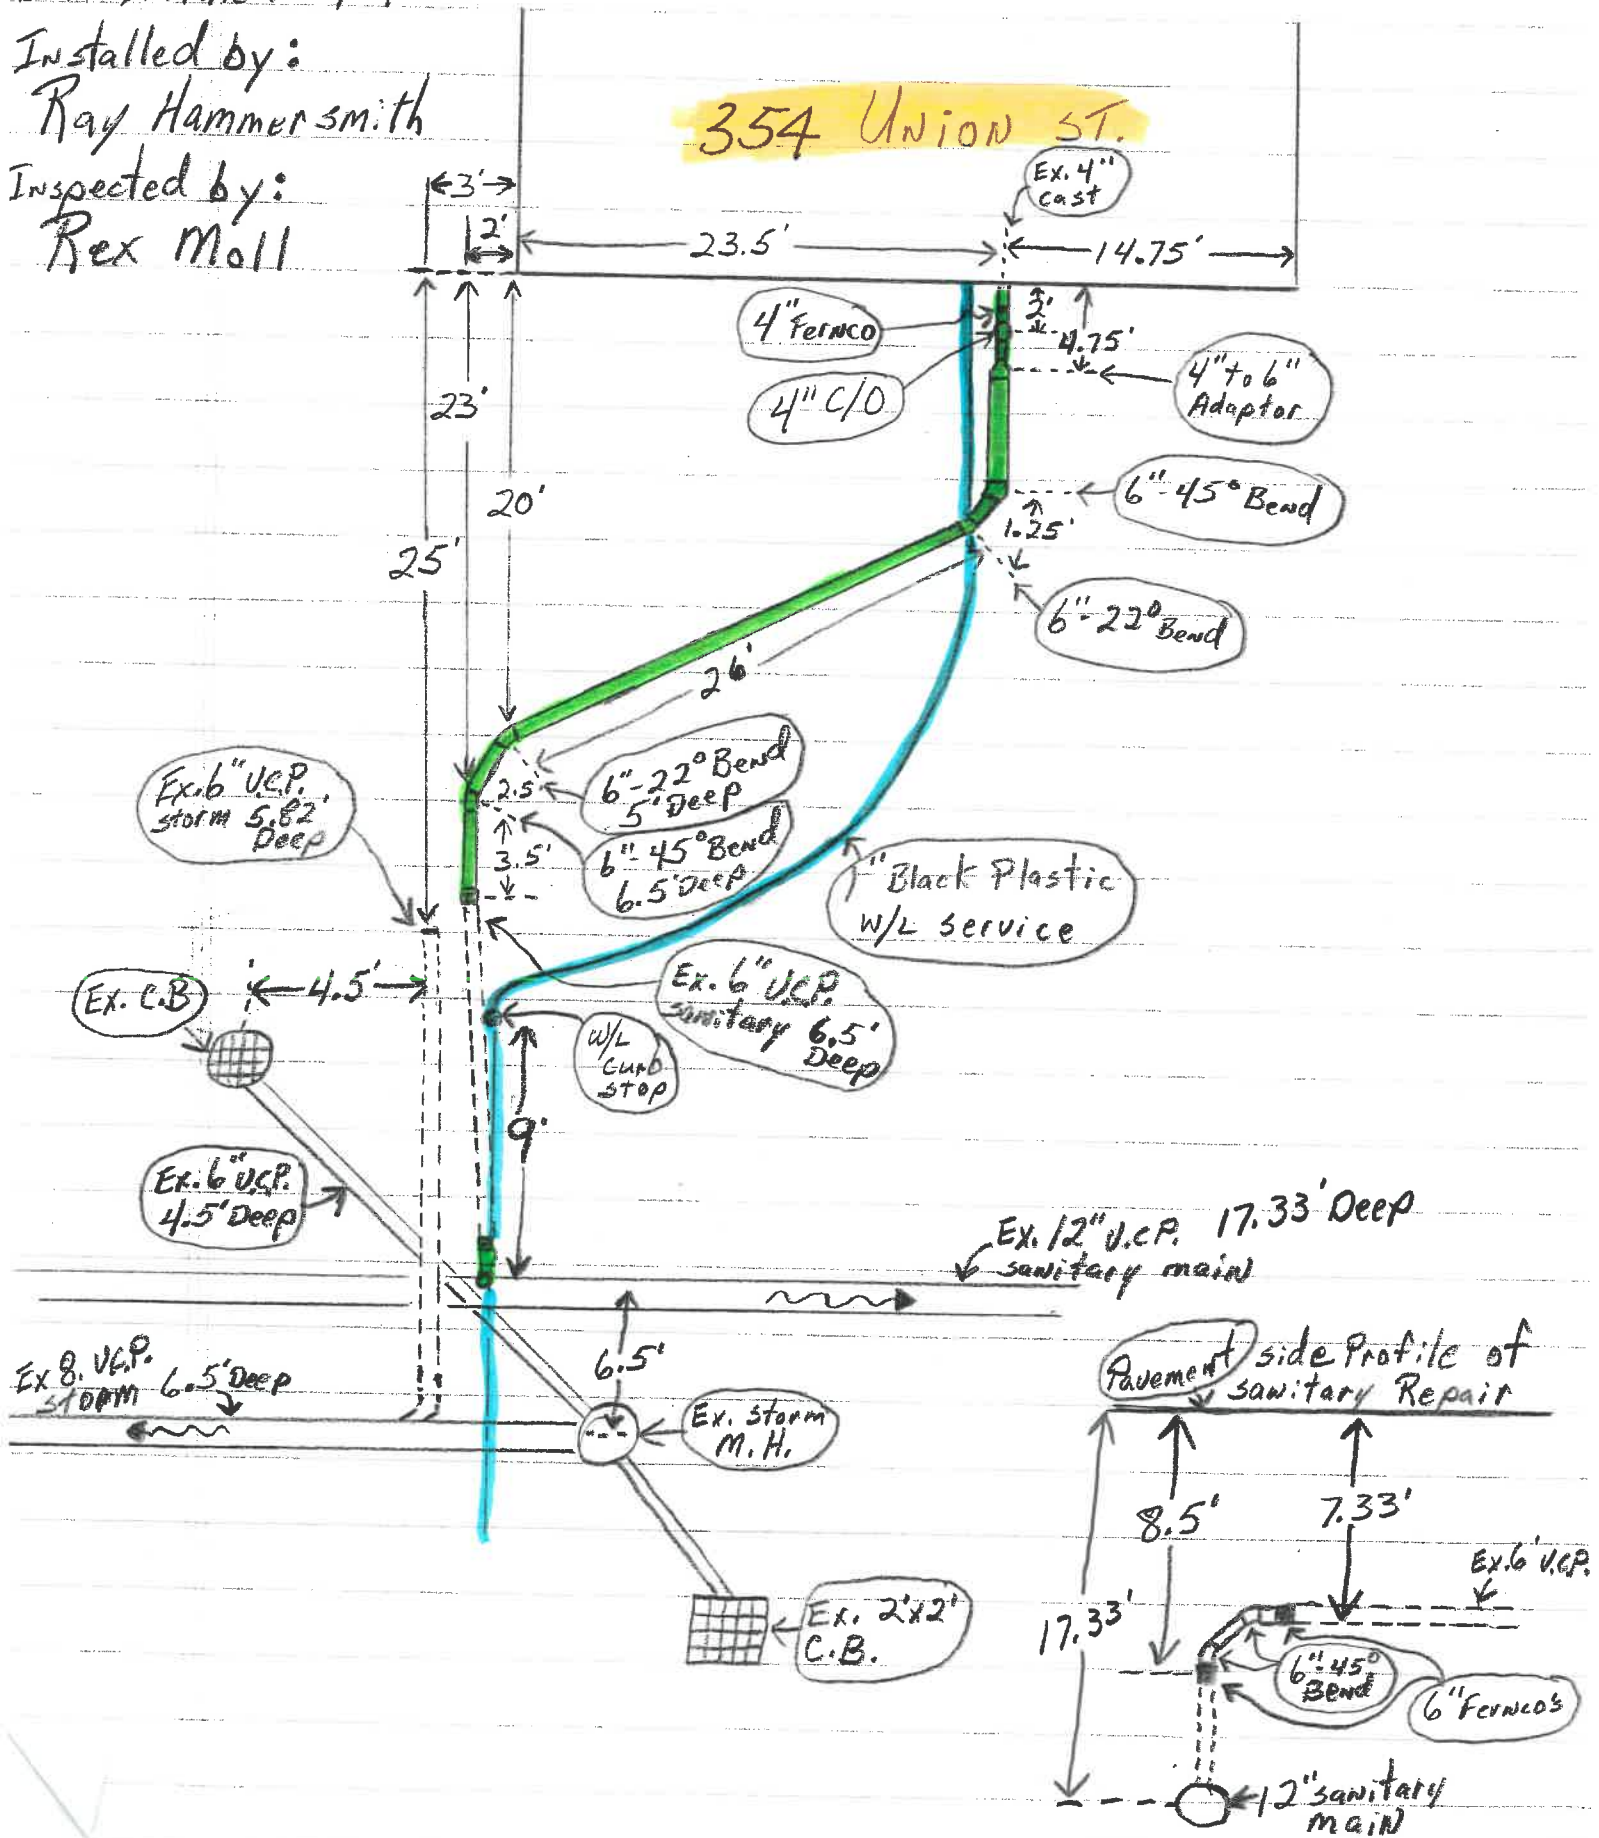 Installed by:
Ray Hammersmith
Inspected by:
Rex Moll
354 Union St.
Ex. 4"
cast
3'
2'
23.5'
14.75'
4" Fernco
4" C/O
4.75'
4" to 6"
Adaptor
23'
20'
25'
6"-45° Bend
1.25'
6"-22° Bend
26'
Ex. 6" V.C.P.
storm 5.82'
Deep
2.5'
6"-22° Bend
5' Deep
3.5'
6"-45° Bend
6.5' Deep
1" Black Plastic
W/L service
Ex. C.B
4.5'
Ex. 6" V.C.P.
sanitary 6.5'
Deep
W/L
curb
stop
9'
Ex. 6" V.C.P.
4.5' Deep
Ex. 12" V.C.P. 17.33' Deep
sanitary main
6.5'
Ex 8. V.C.P.
storm 6.5' Deep
Ex. storm
M.H.
Ex. 2'x2'
C.B.
Pavement side Profile of
sanitary Repair
8.5'
7.33'
17.33'
Ex. 6' V.C.P.
6"-45°
Bend
6" Fernco's
12" sanitary
main